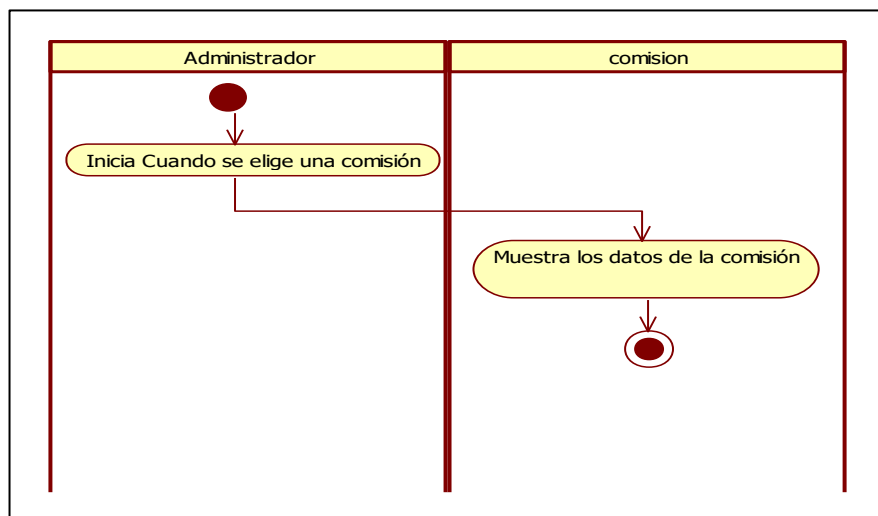 Administrador
comision
Inicia Cuando se elige una comisión
Muestra los datos de la comisión